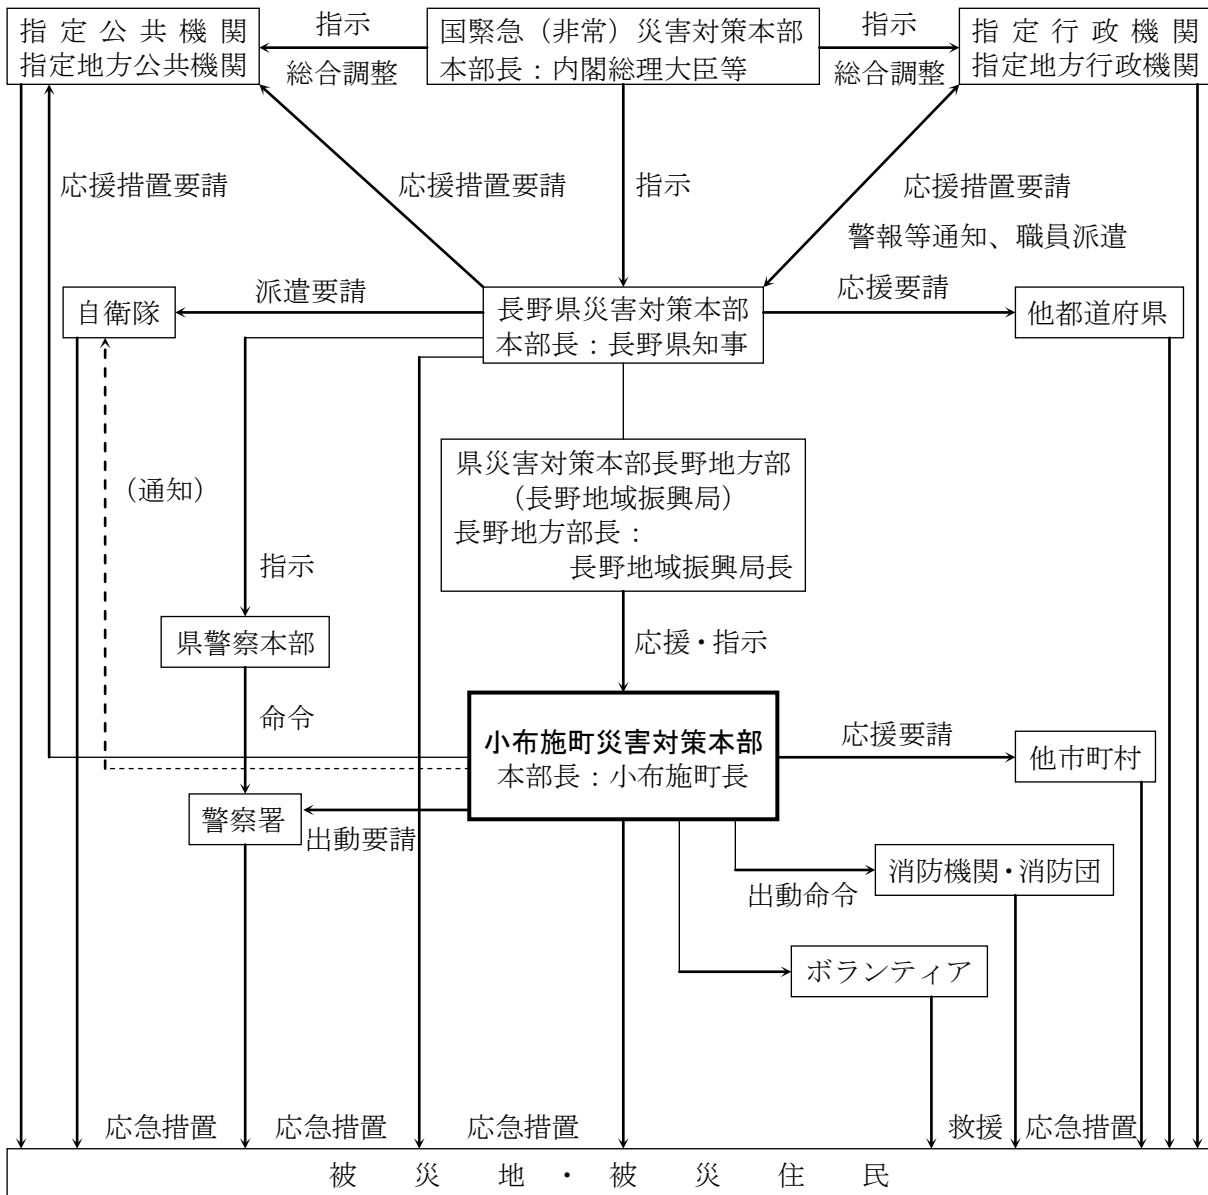 指定公共機関
指定地方公共機関
指示
総合調整
国緊急（非常）災害対策本部
本部長：内閣総理大臣等
指示
総合調整
指定行政機関
指定地方行政機関
応援措置要請
応援措置要請
指示
応援措置要請
警報等通知、職員派遣
自衛隊
派遣要請
長野県災害対策本部
本部長：長野県知事
応援要請
他都道府県
（通知）
県災害対策本部長野地方部
（長野地域振興局）
長野地方部長：
長野地域振興局長
指示
県警察本部
応援・指示
命令
小布施町災害対策本部
本部長：小布施町長
応援要請
他市町村
警察署
出動要請
出動命令
消防機関・消防団
ボランティア
応急措置
応急措置
応急措置
救援
応急措置
被災地・被災住民